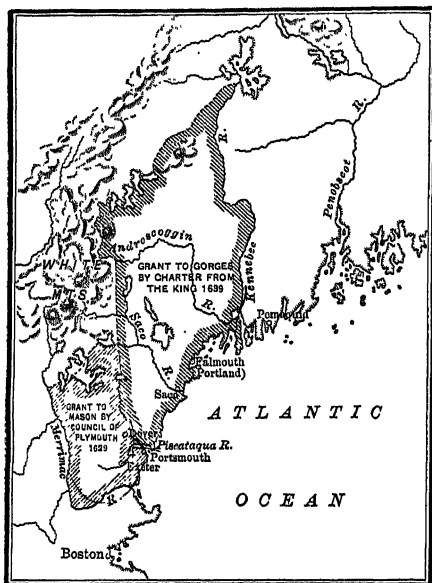 Penobscot
R.
R.
Androscoggin
WHITE
MTS.
GRANT TO GORGES
BY CHARTER FROM
THE KING 1639
Kennebec
R.
Saco
R.
Pemaquid
Falmouth
Portland)
Saco
ATLANTIC
GRANT TO
MASON BY
COUNCIL OF
PLYMOUTH
1629
Merrimac
R.
Dover
Piscataqua R.
Portsmouth
Exeter
OCEAN
Boston